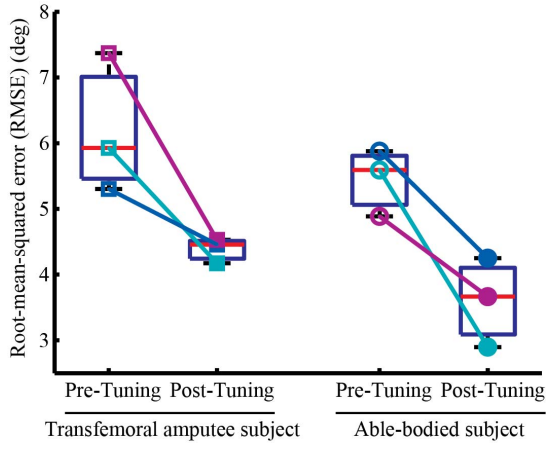 Root-mean-squared error (RMSE) (deg)
8
7
6
5
4
3
Pre-Tuning Post-Tuning Pre-Tuning Post-Tuning
Transfemoral amputee subject Able-bodied subject